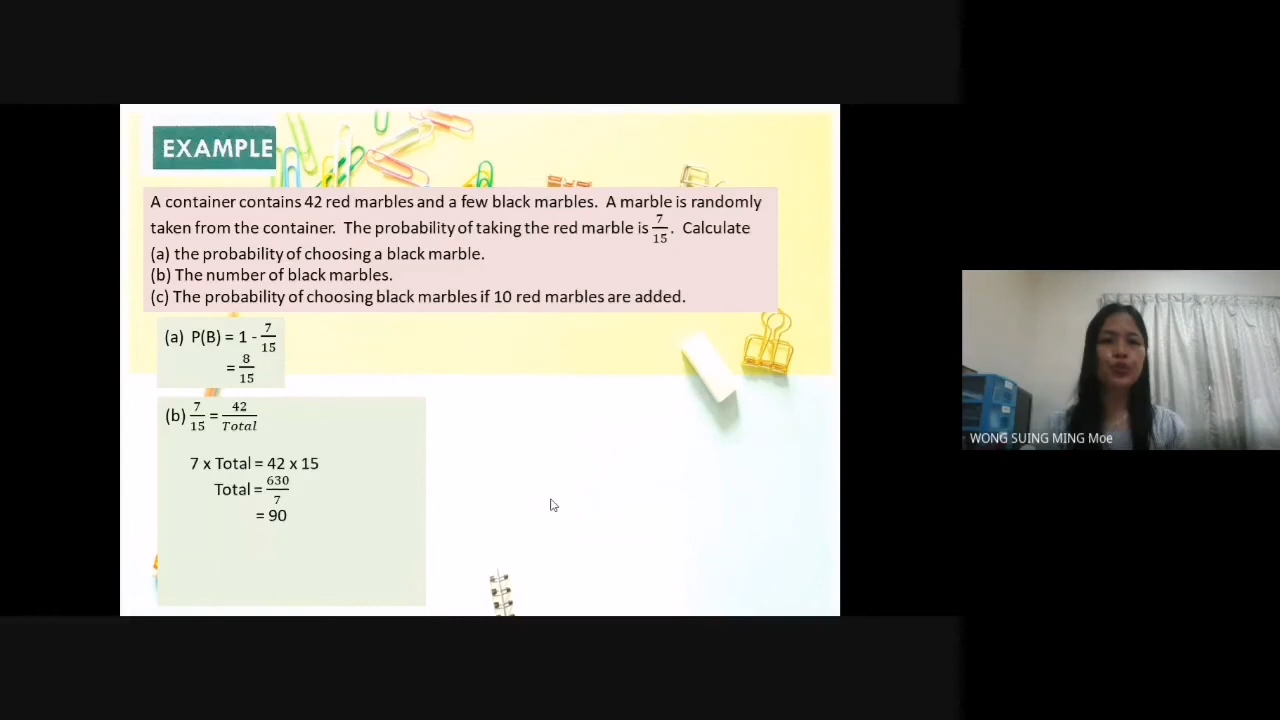 EXAMPLE
A container contains 42 red marbles and a few black marbles. A marble is randomly
taken from the container. The probability of taking the red marble is 7/15. Calculate
(a) the probability of choosing a black marble.
(b) The number of black marbles.
(c) The probability of choosing black marbles if 10 red marbles are added.
(a) P(B) = 1 - 7/15
= 8/15
(b) 7/15 = 42/Total
7 x Total = 42 x 15
Total = 630/7
= 90
WONG SUING MING Moe